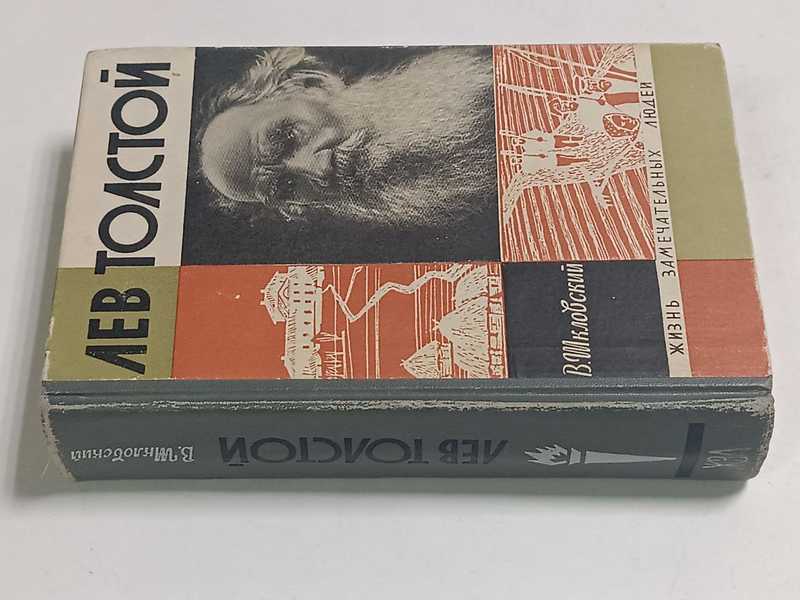 ЛЕВ ТОЛСТОЙ
В. Шкловский
ЖИЗНЬ ЗАМЕЧАТЕЛЬНЫХ ЛЮДЕЙ
В. Шкловский
ЛЕВ ТОЛСТОЙ